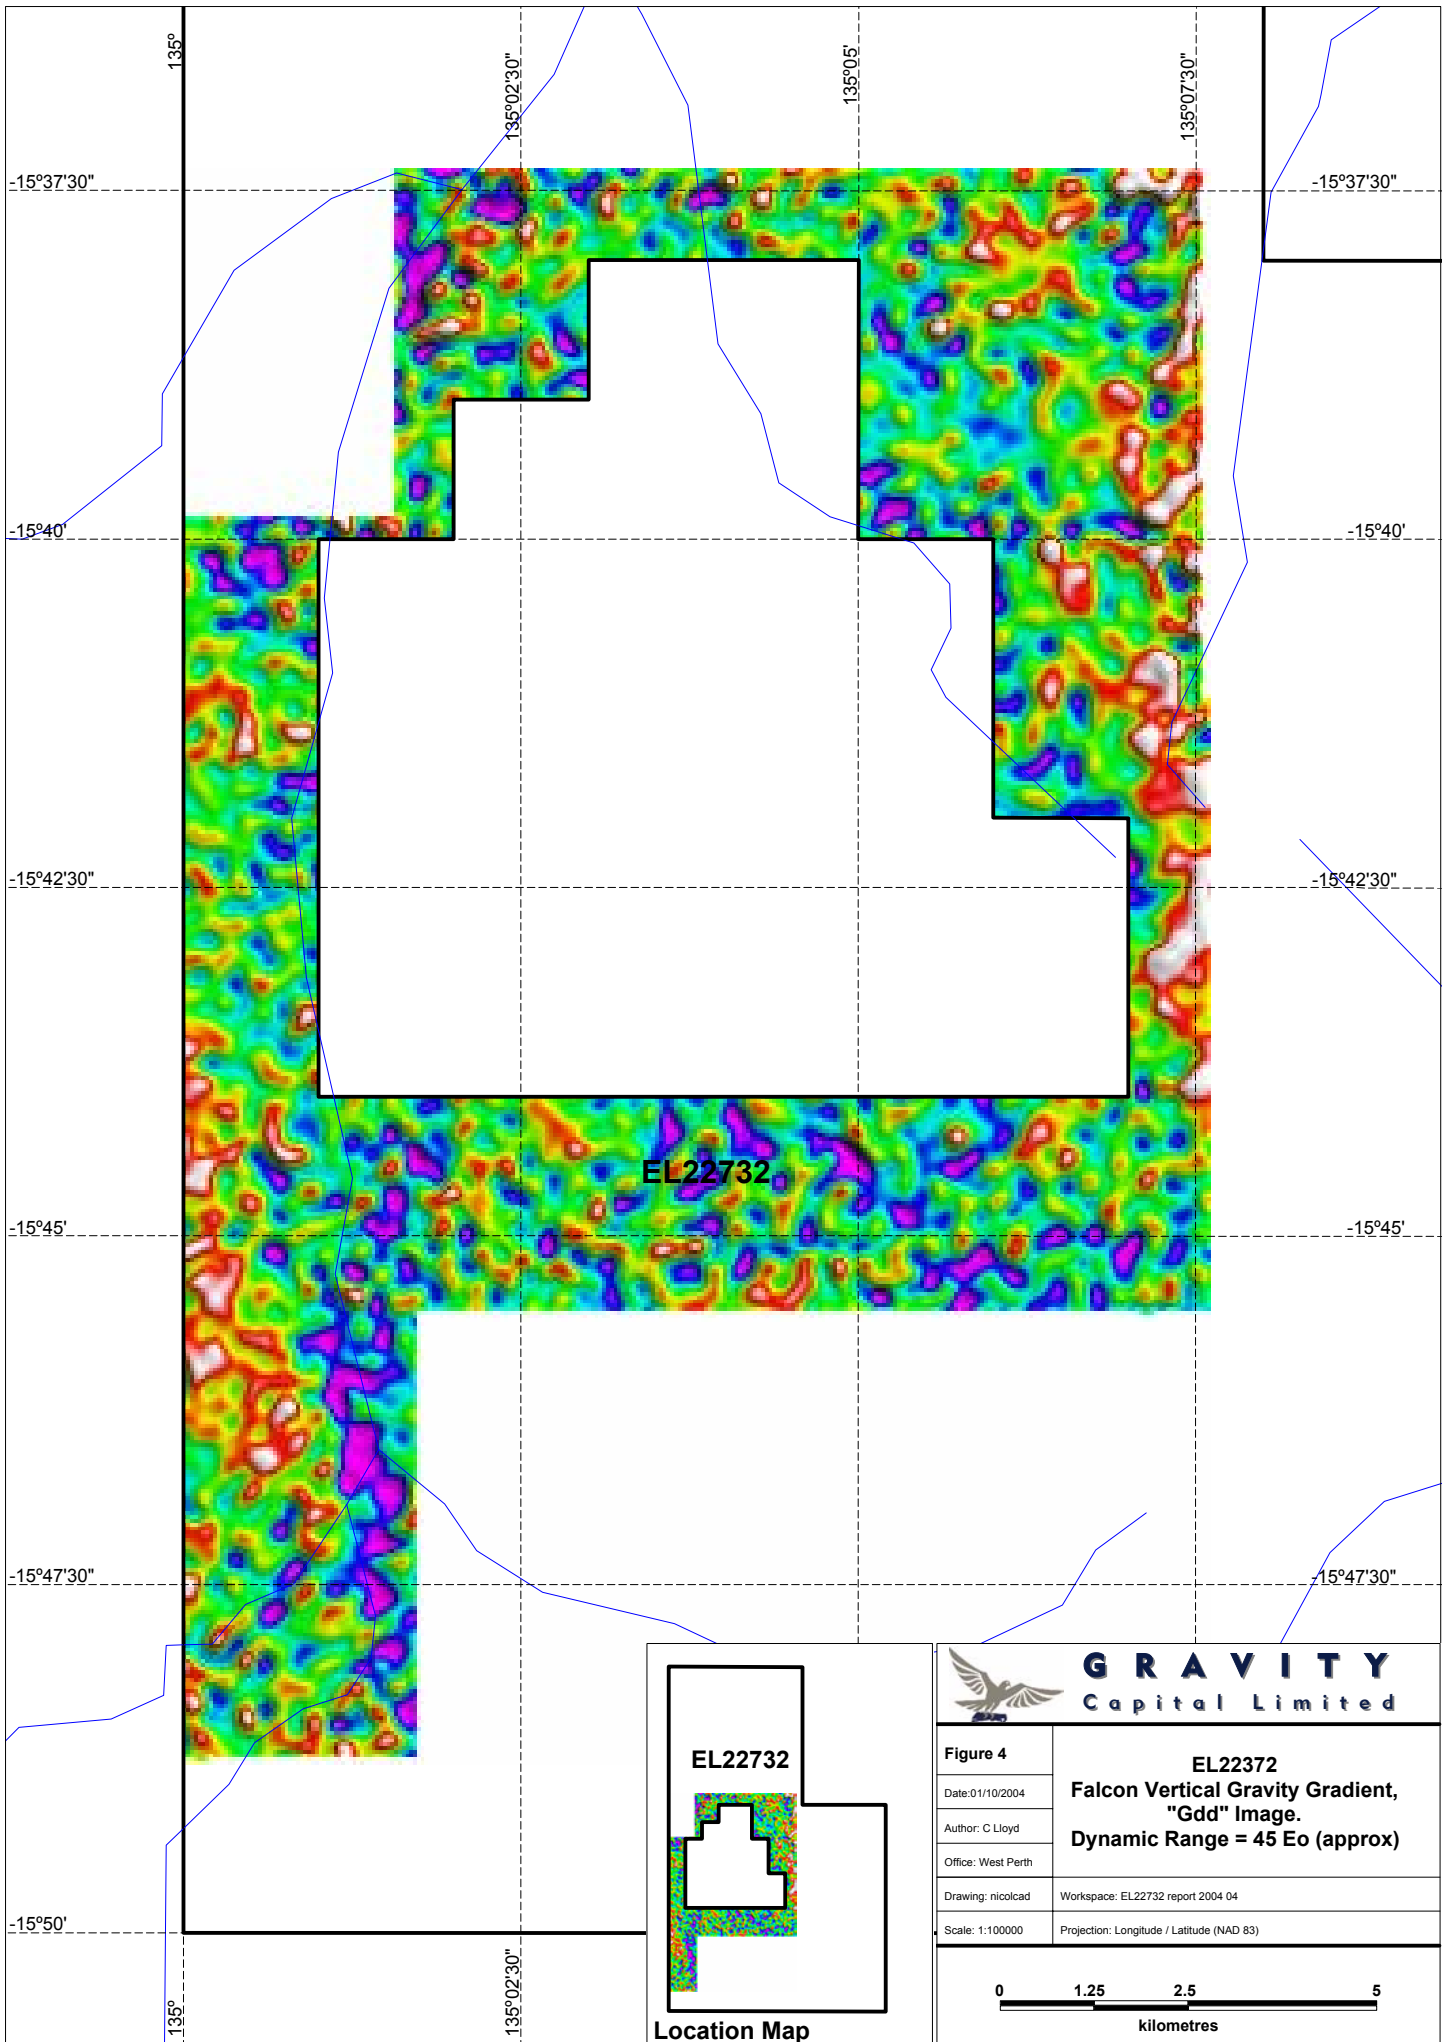 135°
135°02'30"
135°05'
135°07'30"
-15°37'30"
-15°37'30"
-15°40'
-15°40'
-15°42'30"
-15°42'30"
EL22732
-15°45'
-15°45'
-15°47'30"
-15°47'30"
-15°50'
135°
135°02'30"
EL22732
Location Map
GRAVITY
Capital Limited
Figure 4
Date:01/10/2004
Author: C Lloyd
Office: West Perth
Drawing: nicolcad
Scale: 1:100000
EL22372
Falcon Vertical Gravity Gradient,
"Gdd" Image.
Dynamic Range = 45 Eo (approx)
Workspace: EL22732 report 2004 04
Projection: Longitude / Latitude (NAD 83)
0 1.25 2.5 5
kilometres